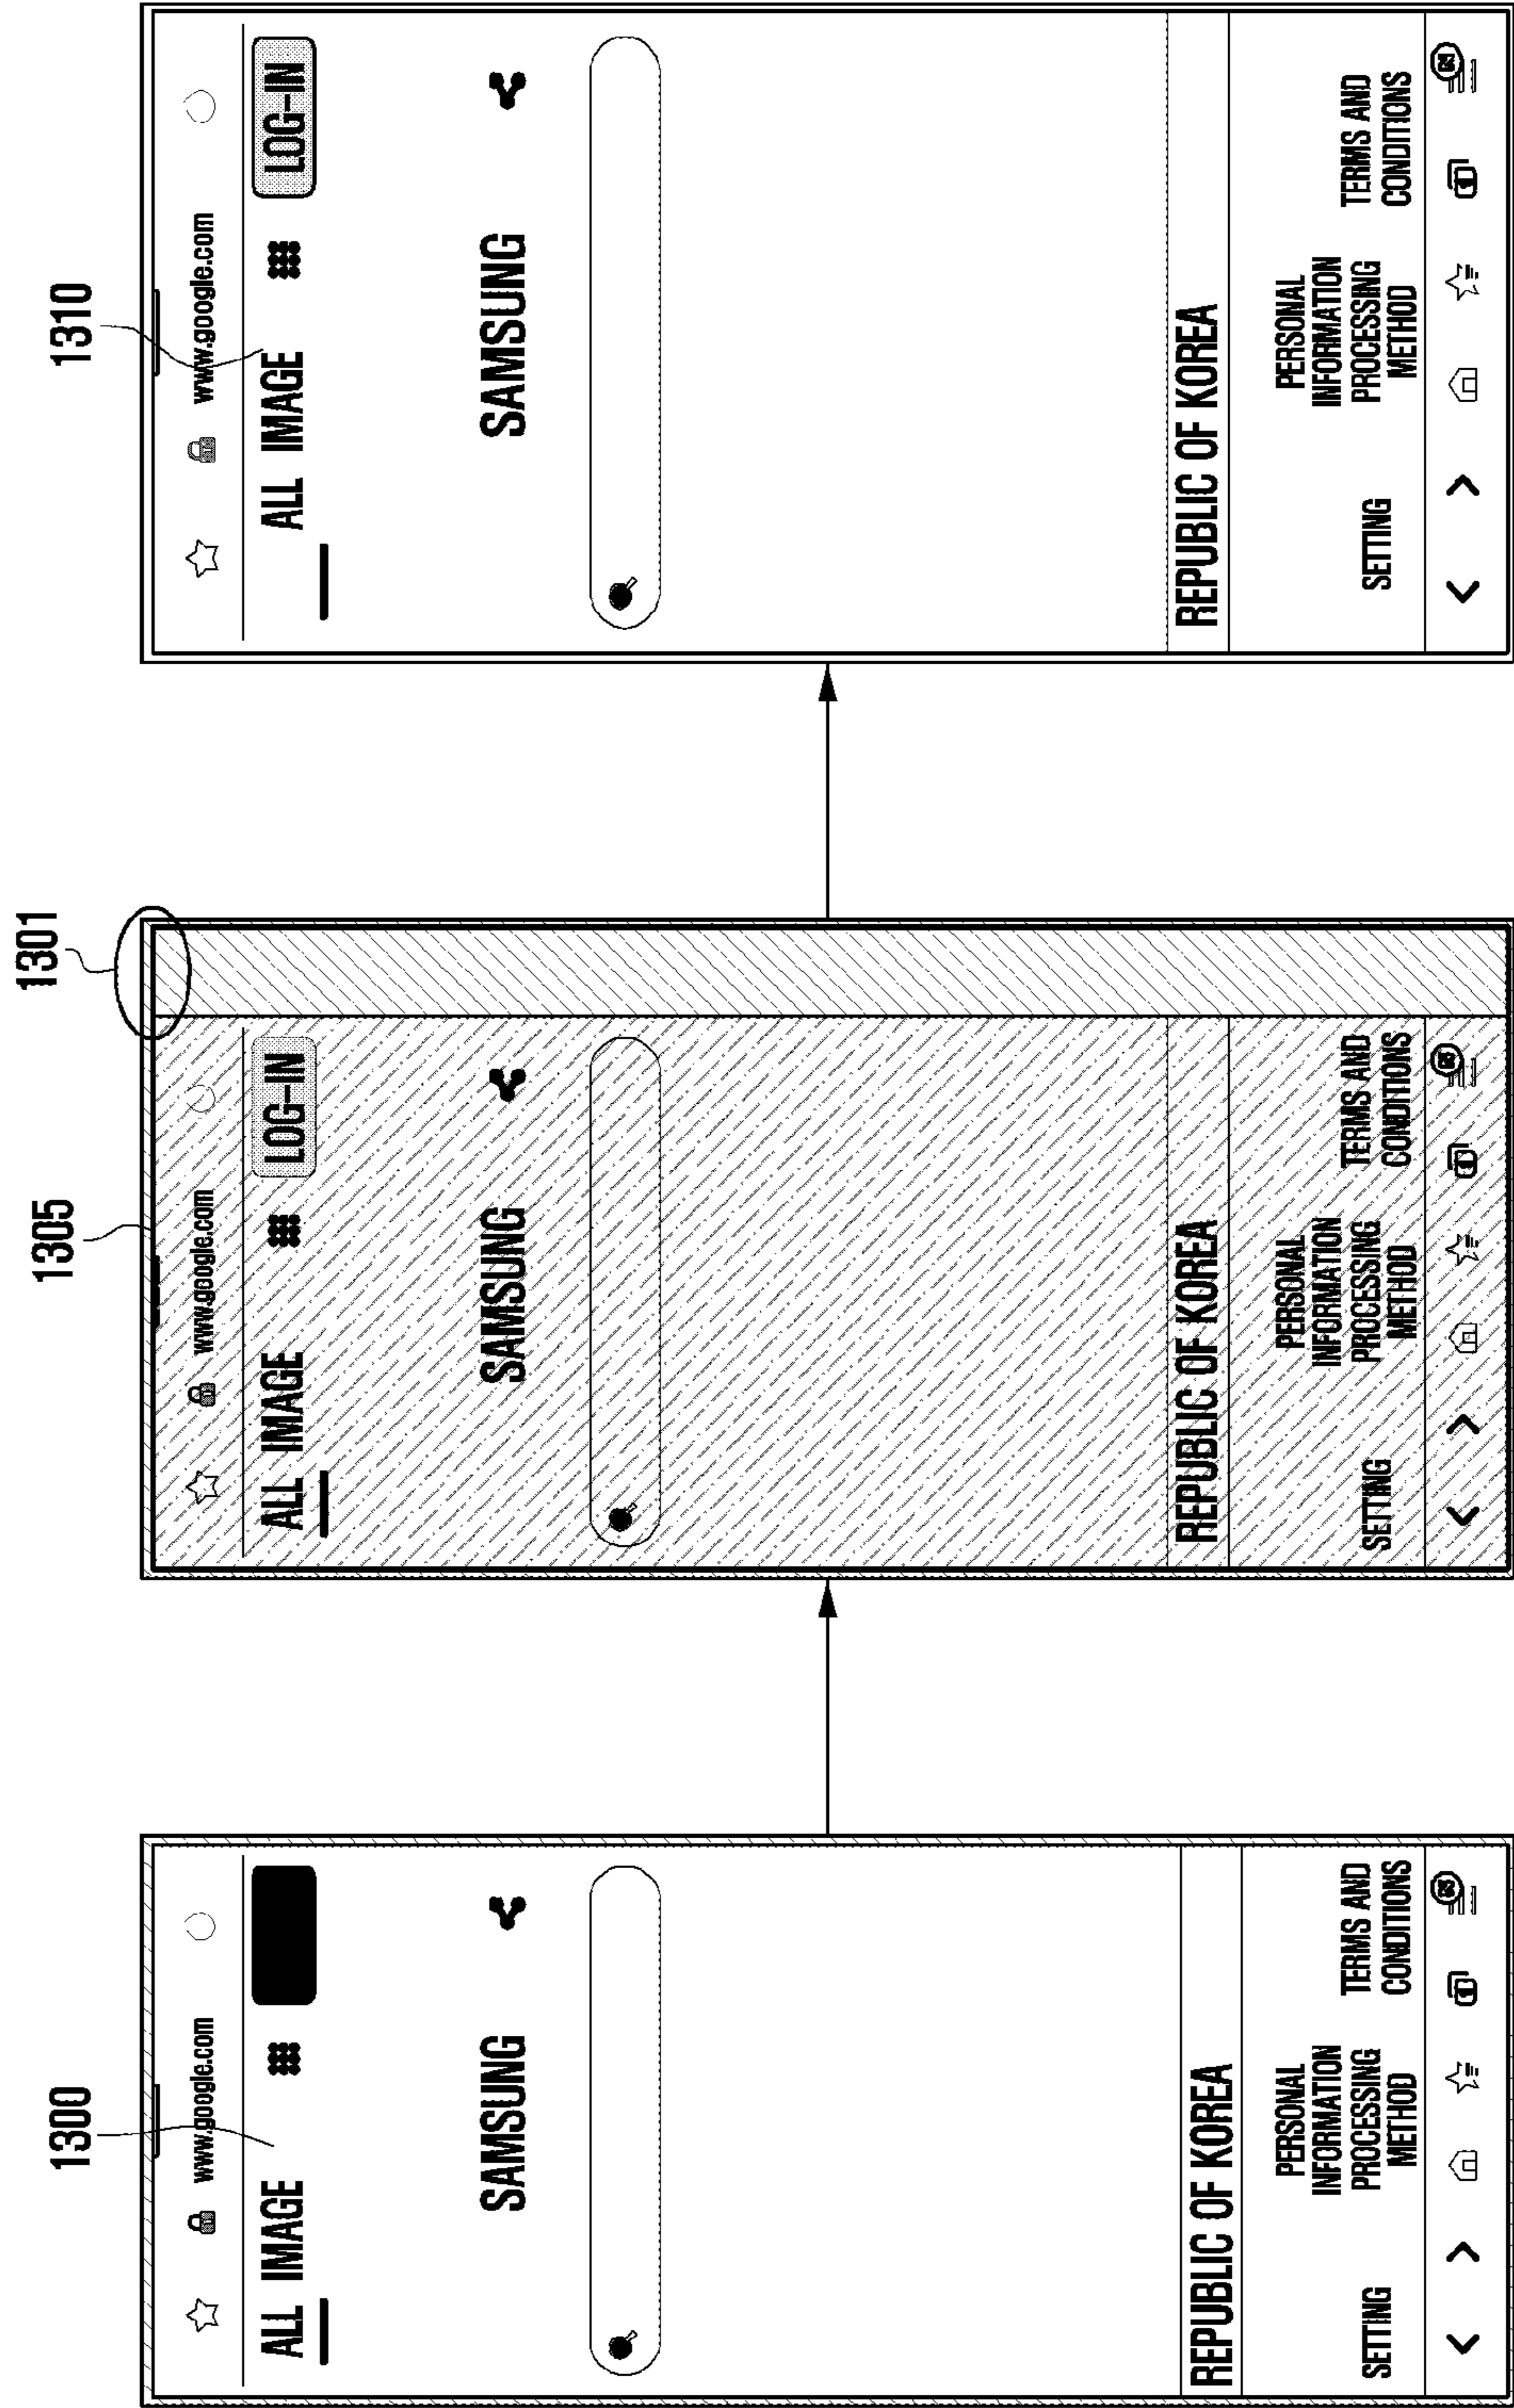 1300
www.google.com
ALL IMAGE
SAMSUNG
REPUBLIC OF KOREA
SETTING
PERSONAL
INFORMATION
PROCESSING
METHOD
TERMS AND
CONDITIONS
1305
1301
www.google.com
ALL IMAGE
LOG-IN
SAMSUNG
REPUBLIC OF KOREA
SETTING
PERSONAL
INFORMATION
PROCESSING
METHOD
TERMS AND
CONDITIONS
1310
www.google.com
ALL IMAGE
LOG-IN
SAMSUNG
REPUBLIC OF KOREA
SETTING
PERSONAL
INFORMATION
PROCESSING
METHOD
TERMS AND
CONDITIONS